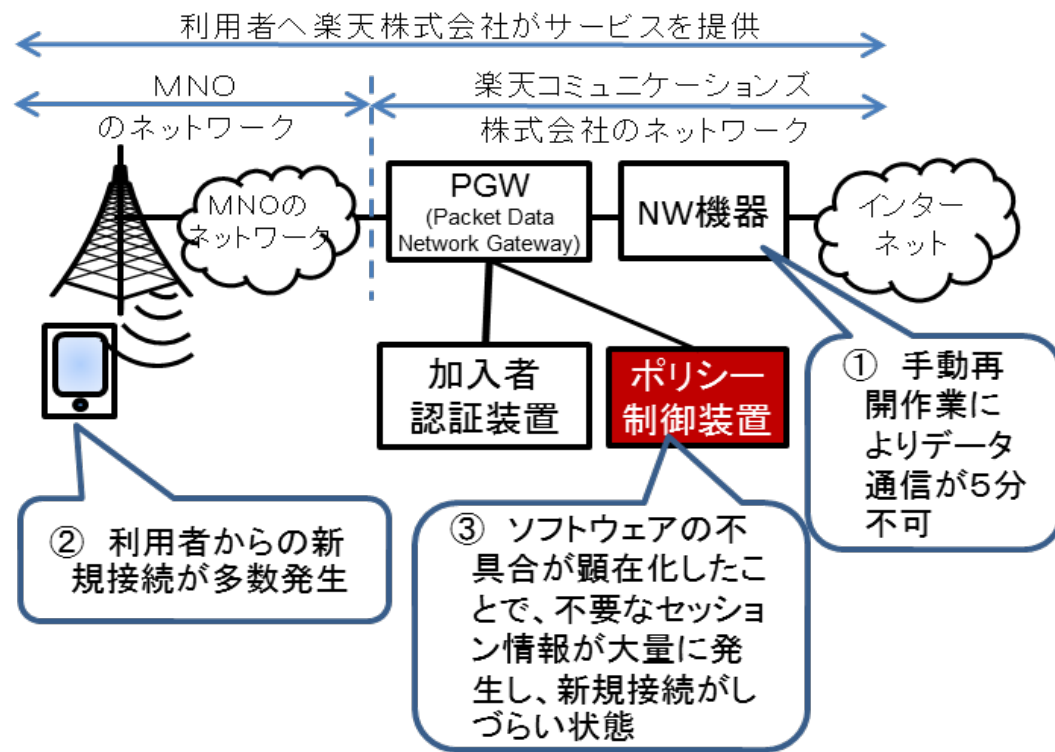 利用者へ楽天株式会社がサービスを提供
MNO
のネットワーク
楽天コミュニケーションズ
株式会社のネットワーク
MNOの
ネットワーク
PGW
(Packet Data
Network Gateway)
NW機器
インター
ネット
加入者
認証装置
ポリシー
制御装置
① 手動再
開作業に
よりデータ
通信が5分
不可
② 利用者からの新
規接続が多数発生
③ ソフトウェアの不
具合が顕在化したこ
とで、不要なセッショ
ン情報が大量に発
生し、新規接続がし
づらい状態